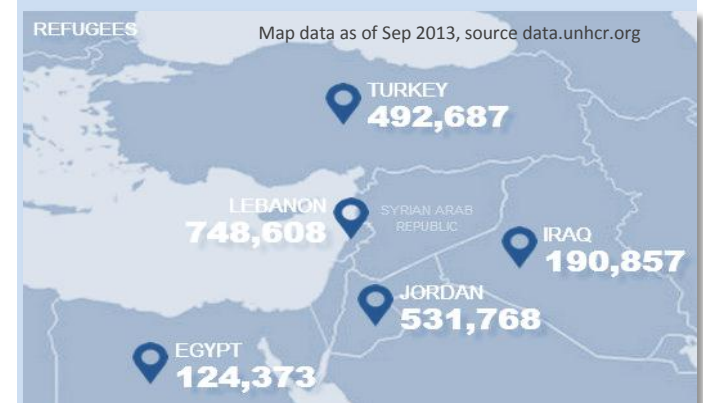 REFUGEES
Map data as of Sep 2013, source data.unhcr.org
TURKEY
492,687
LEBANON
748,608
SYRIAN ARAB
REPUBLIC
IRAQ
190,857
JORDAN
531,768
EGYPT
124,373